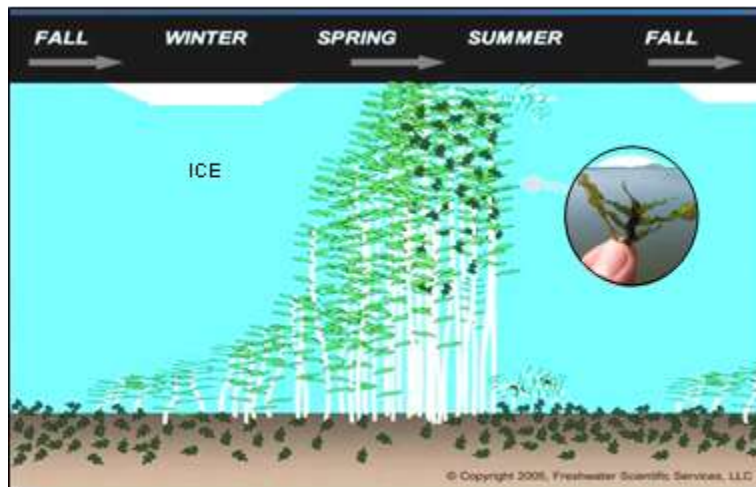 FALL WINTER SPRING SUMMER FALL
ICE
© Copyright 2005, Freshwater Scientific Services, LLC